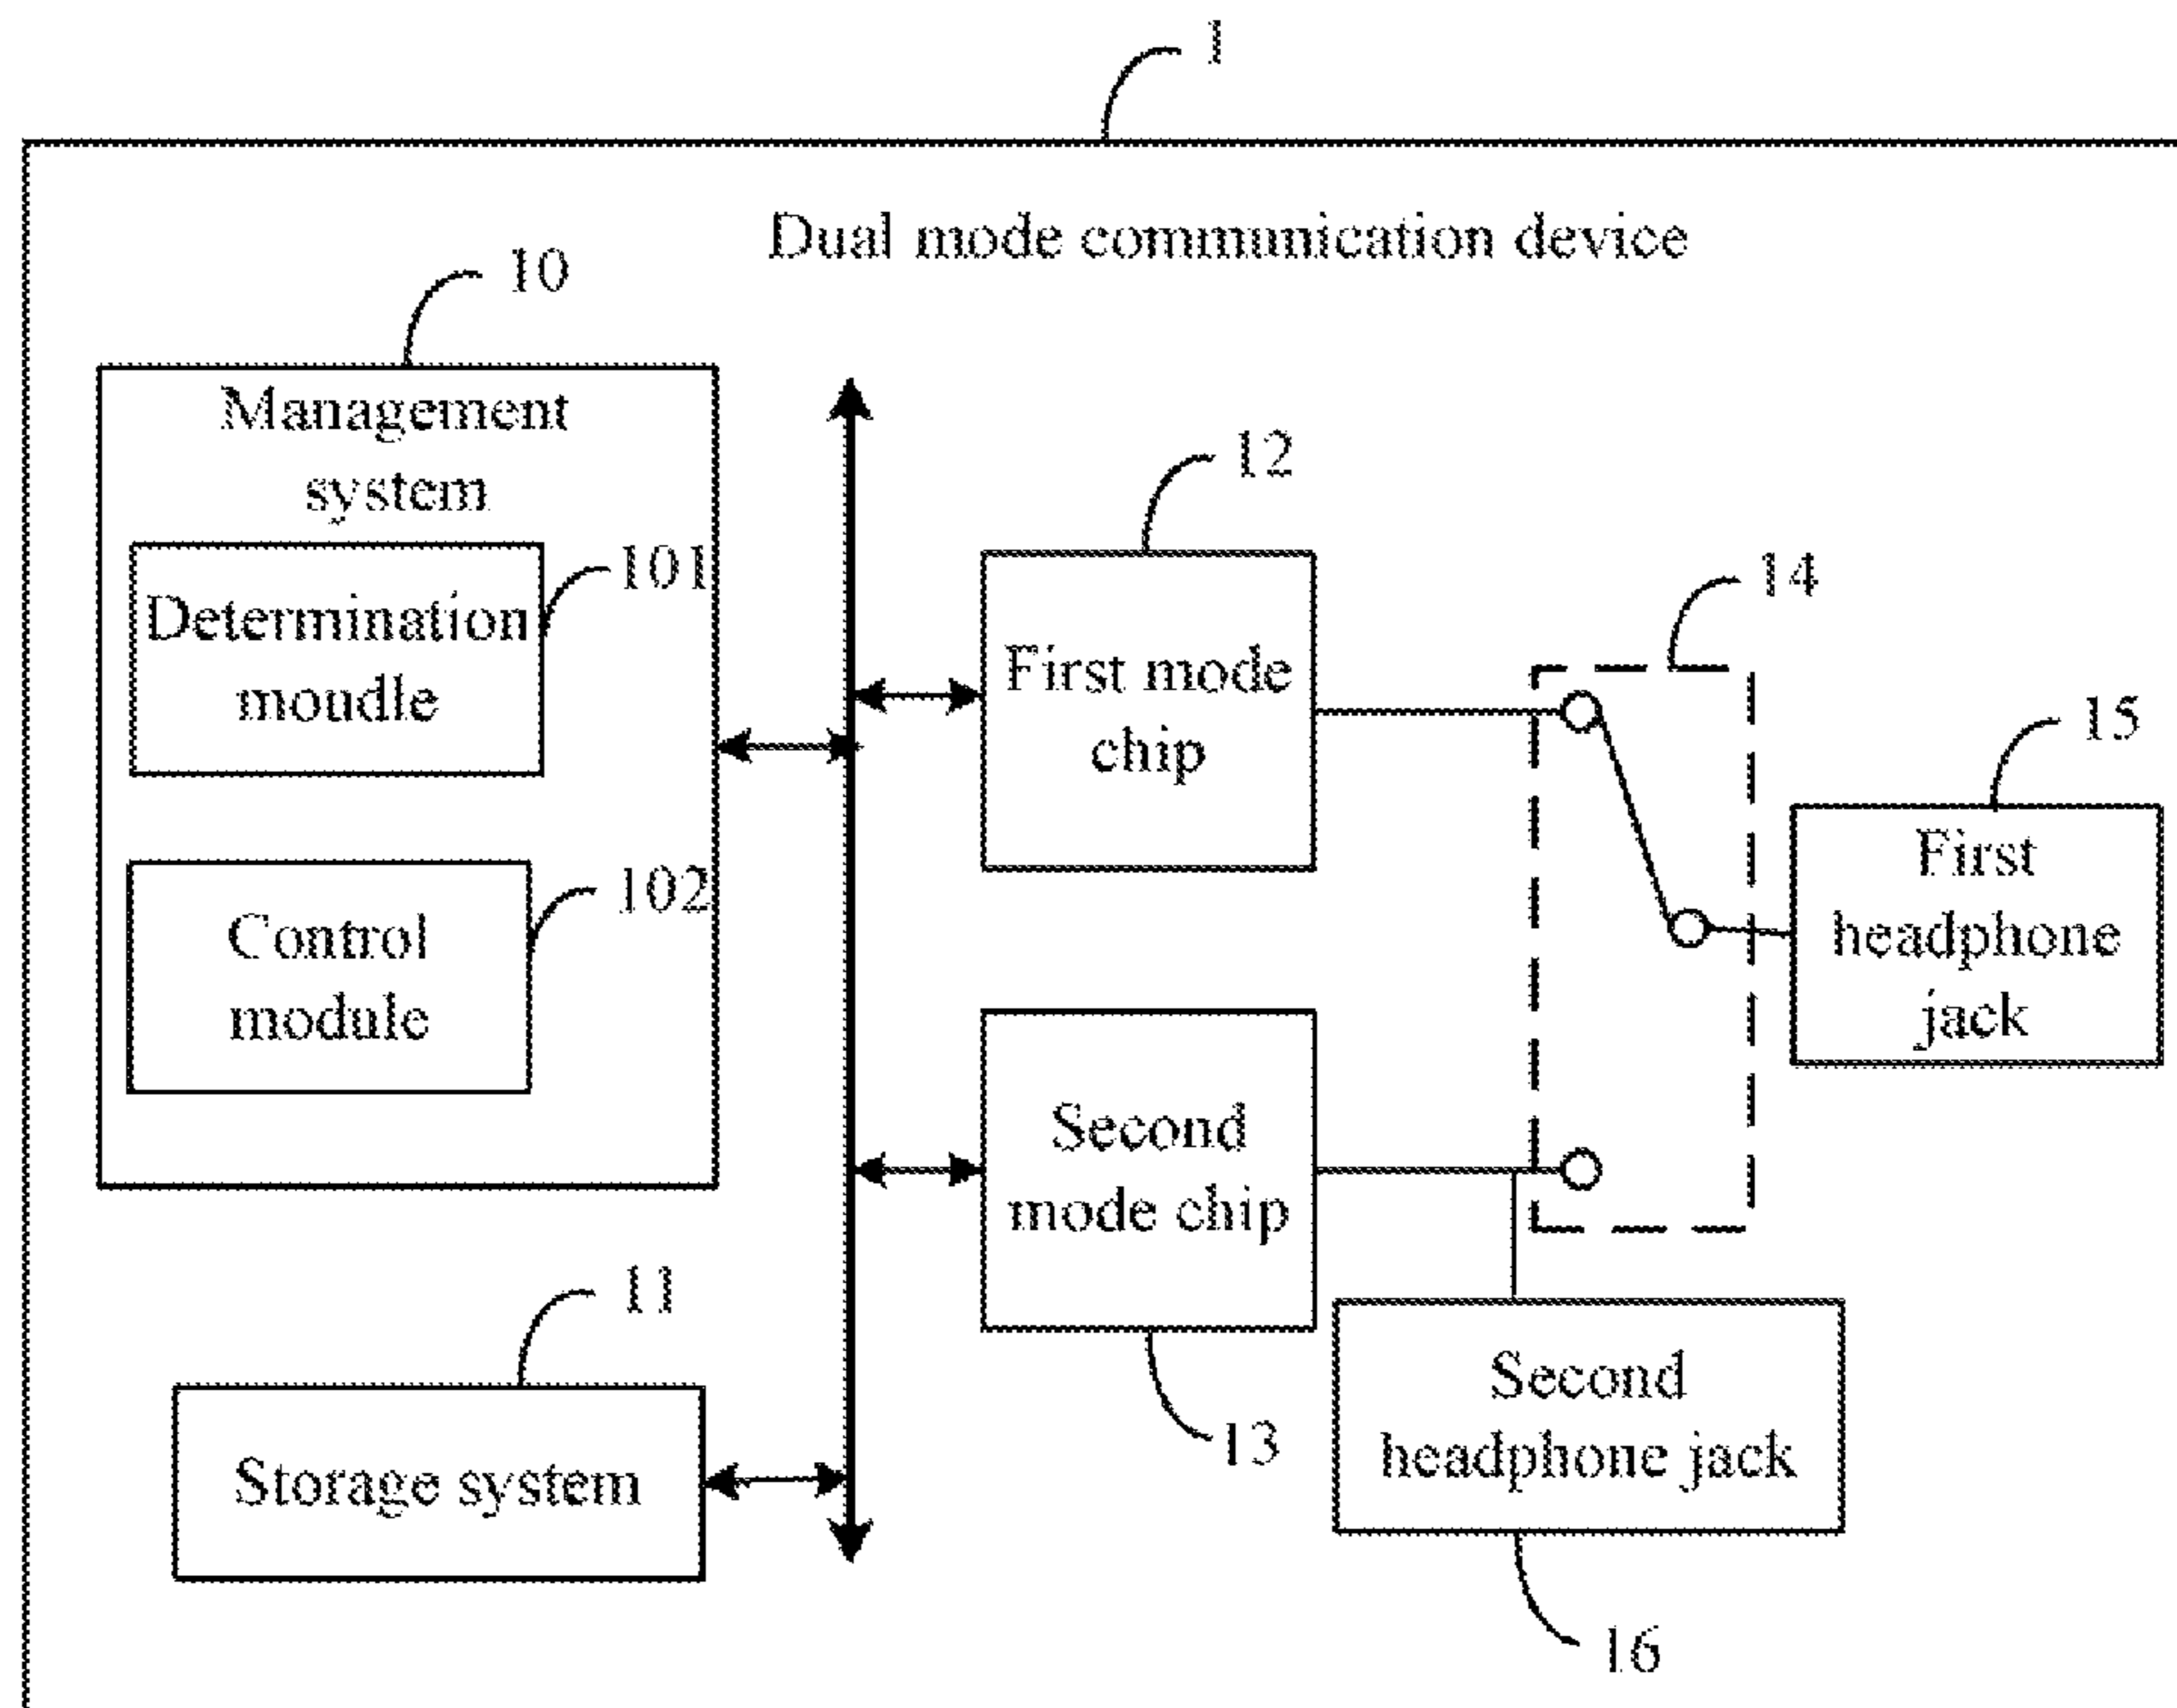 1
Dual mode communication device
10
Management
system
101
Determination
moudle
102
Control
module
11
Storage system
12
First mode
chip
Second
mode chip
13
14
15
First
headphone
jack
Second
headphone jack
16